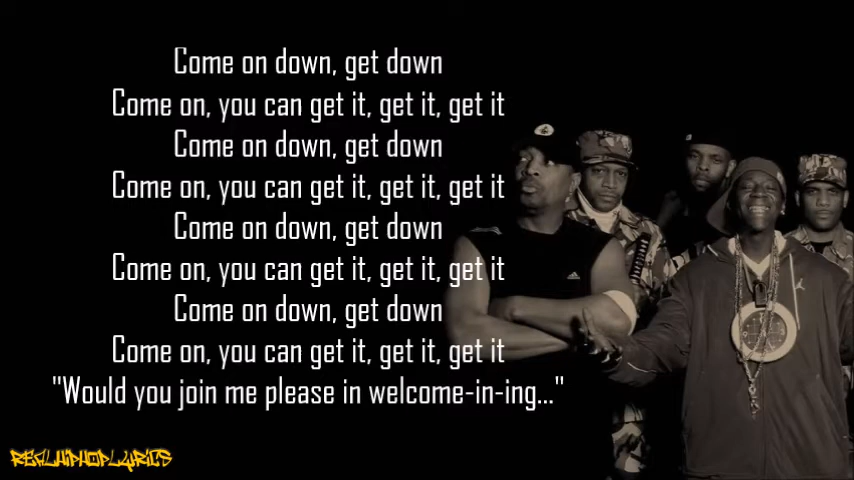 Come on down, get down
Come on, you can get it, get it, get it
Come on down, get down
Come on, you can get it, get it, get it
Come on down, get down
Come on, you can get it, get it, get it
Come on down, get down
Come on, you can get it, get it, get it
"Would you join me please in welcome-in-ing..."
REALHIPHOPLYRICS